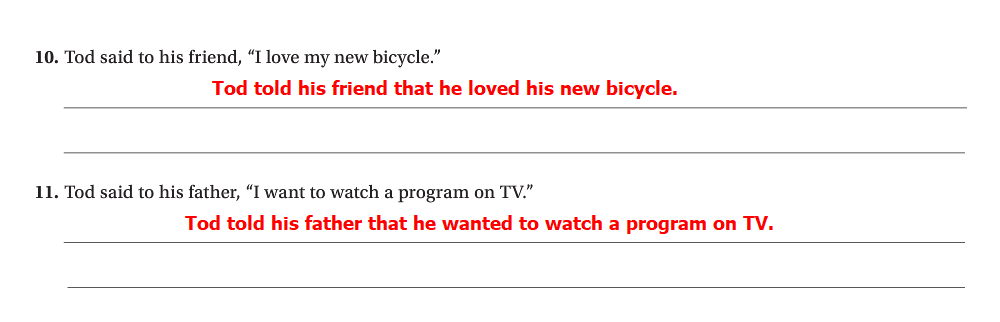 10. Tod said to his friend, “I love my new bicycle.”
Tod told his friend that he loved his new bicycle.
11. Tod said to his father, “I want to watch a program on TV.”
Tod told his father that he wanted to watch a program on TV.